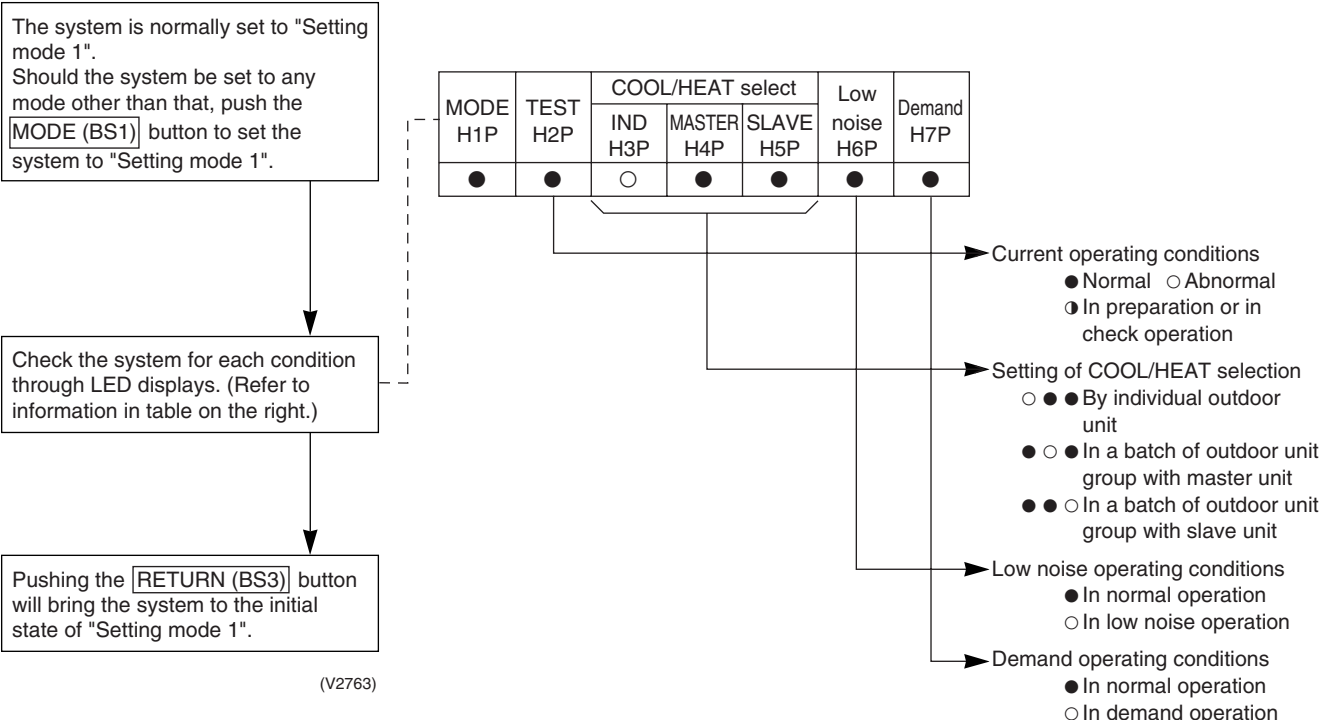 The system is normally set to "Setting
mode 1".
Should the system be set to any
mode other than that, push the
MODE (BS1) button to set the
system to "Setting mode 1".
Check the system for each condition
through LED displays. (Refer to
information in table on the right.)
Pushing the RETURN (BS3) button
will bring the system to the initial
state of "Setting mode 1".
(V2763)
MODE
H1P
TEST
H2P
COOL/HEAT select
IND
H3P
MASTER
H4P
SLAVE
H5P
Low
noise
H6P
Demand
H7P
● ● ○ ● ● ● ●
Current operating conditions
● Normal ○ Abnormal
◑ In preparation or in
check operation
Setting of COOL/HEAT selection
○ ● ● By individual outdoor
unit
● ○ ● In a batch of outdoor unit
group with master unit
● ● ○ In a batch of outdoor unit
group with slave unit
Low noise operating conditions
● In normal operation
○ In low noise operation
Demand operating conditions
● In normal operation
○ In demand operation